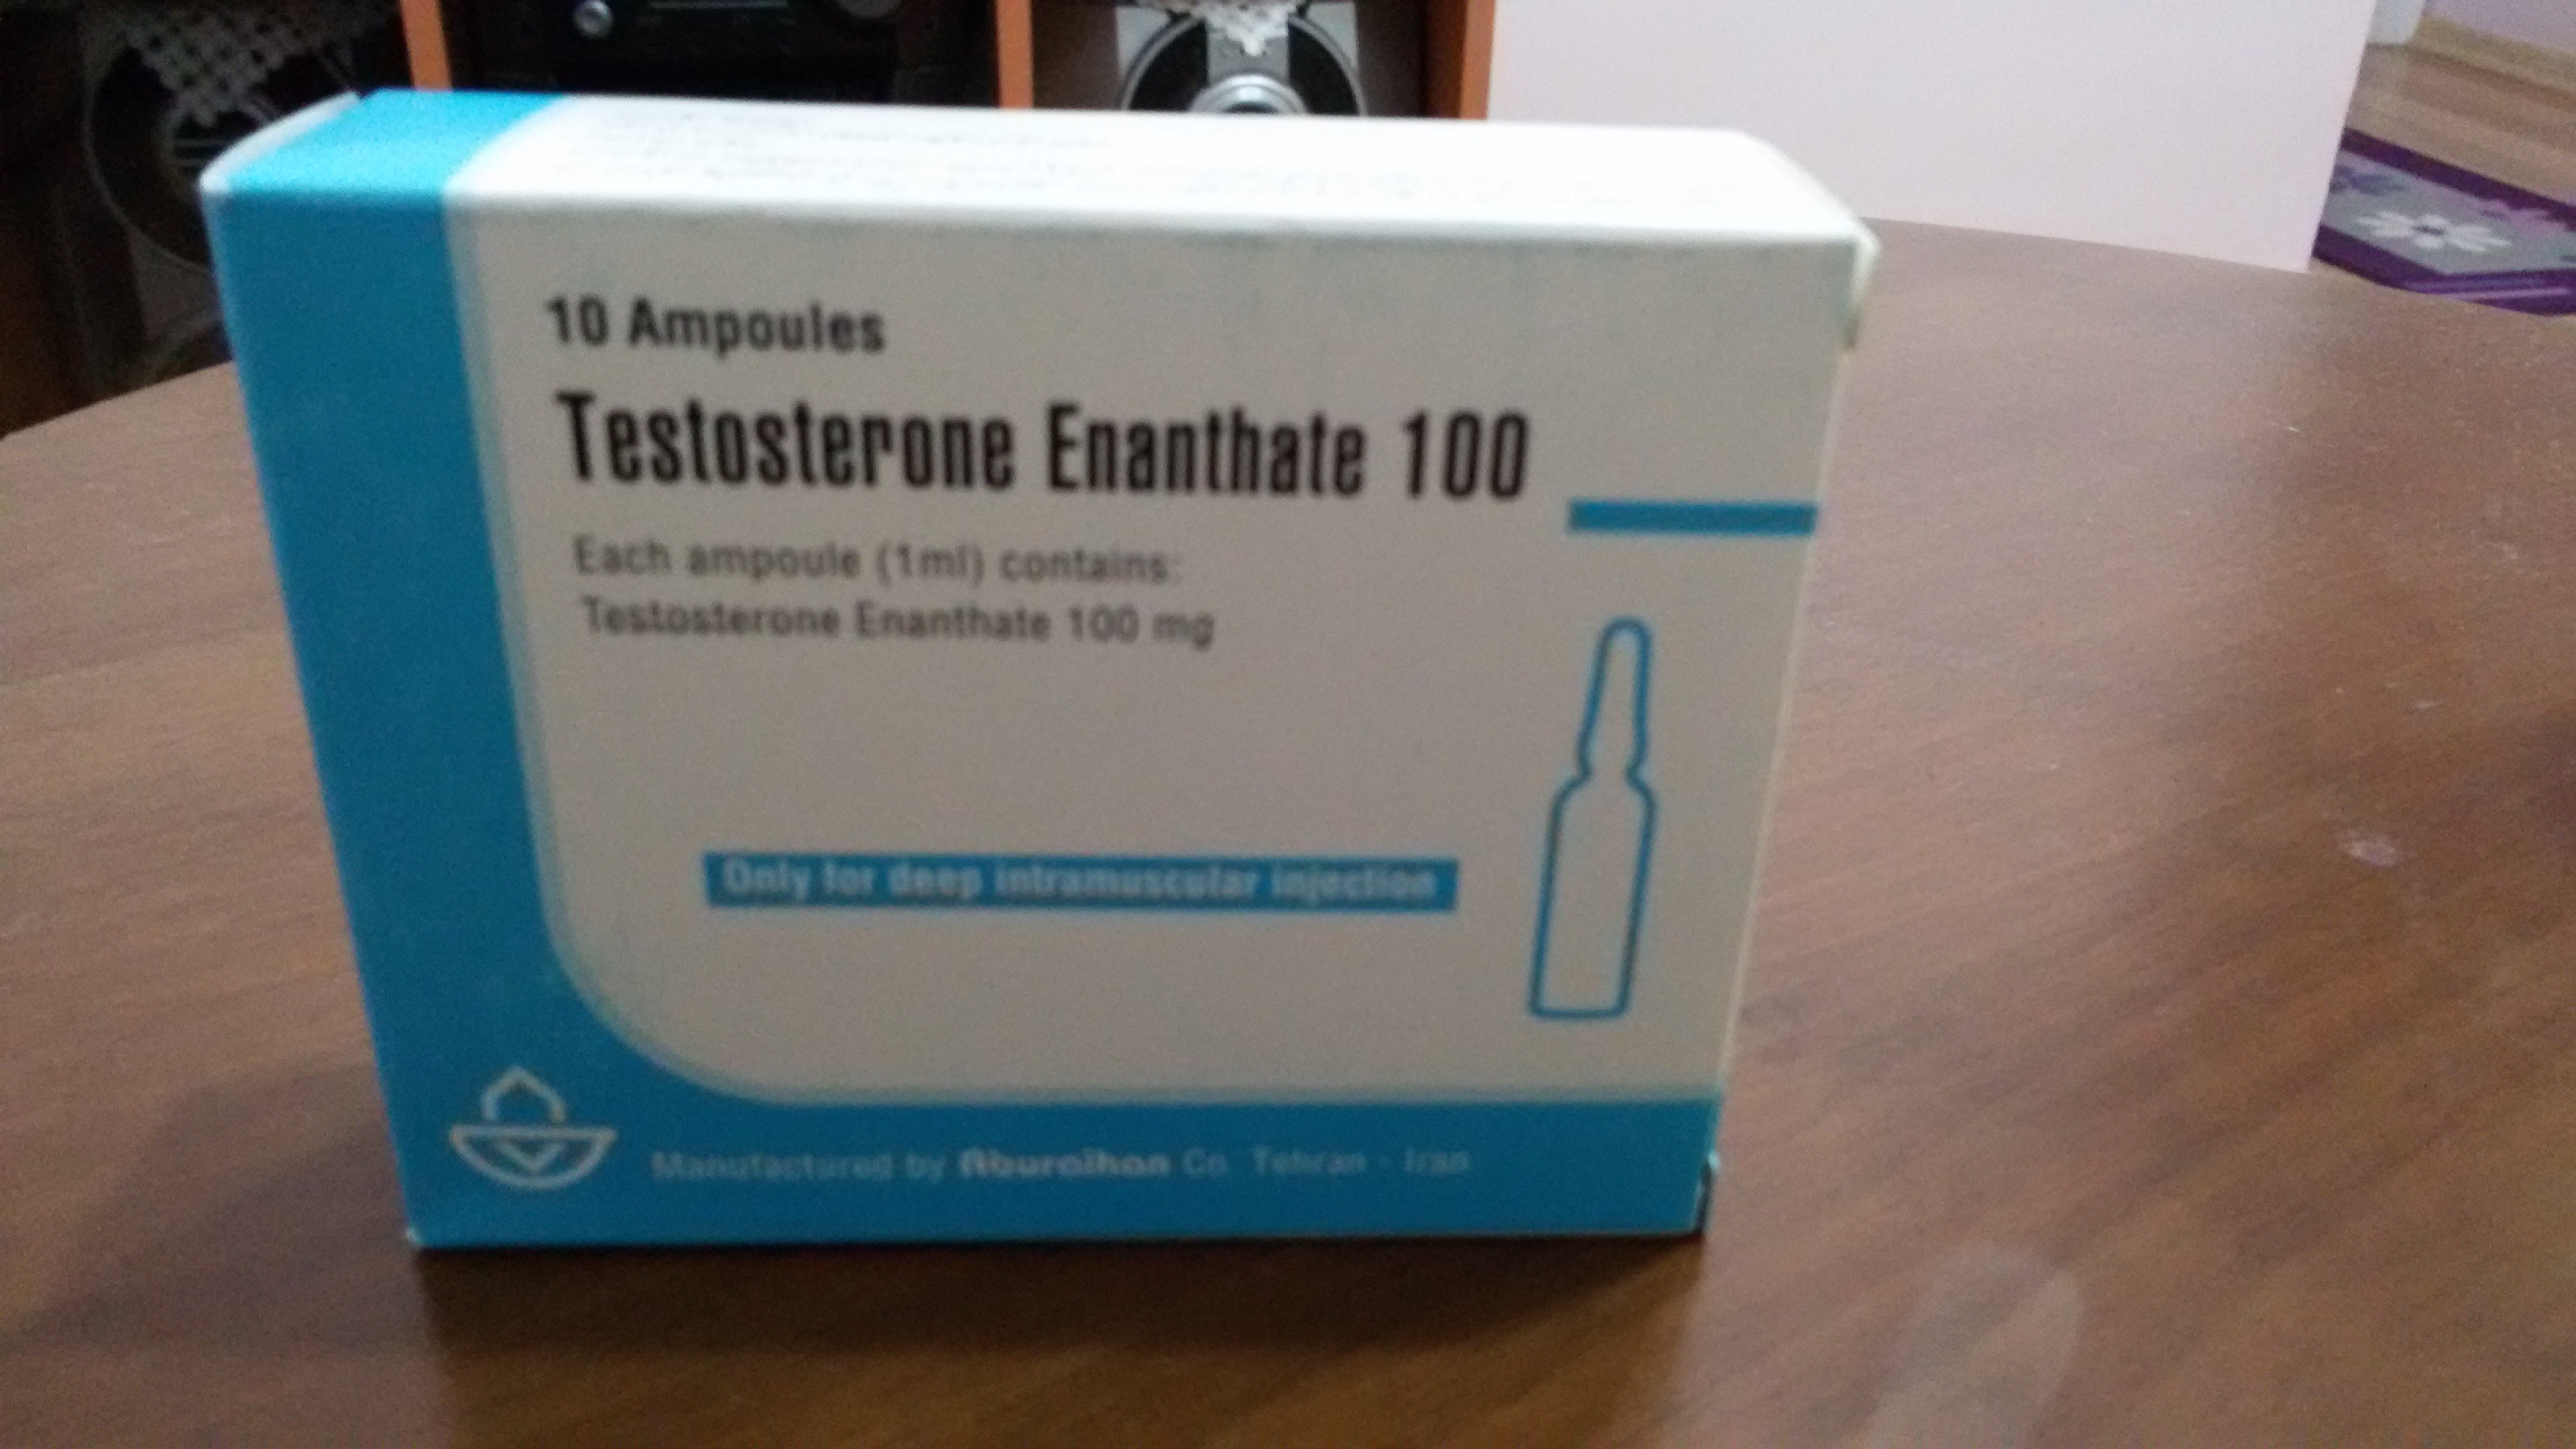 10 Ampoules
Testosterone Enanthate 100
Each ampoule (1ml) contains:
Testosterone Enanthate 100 mg
Only for deep intramuscular injection
Manufactured by Aburaihan Co. Tehran - Iran